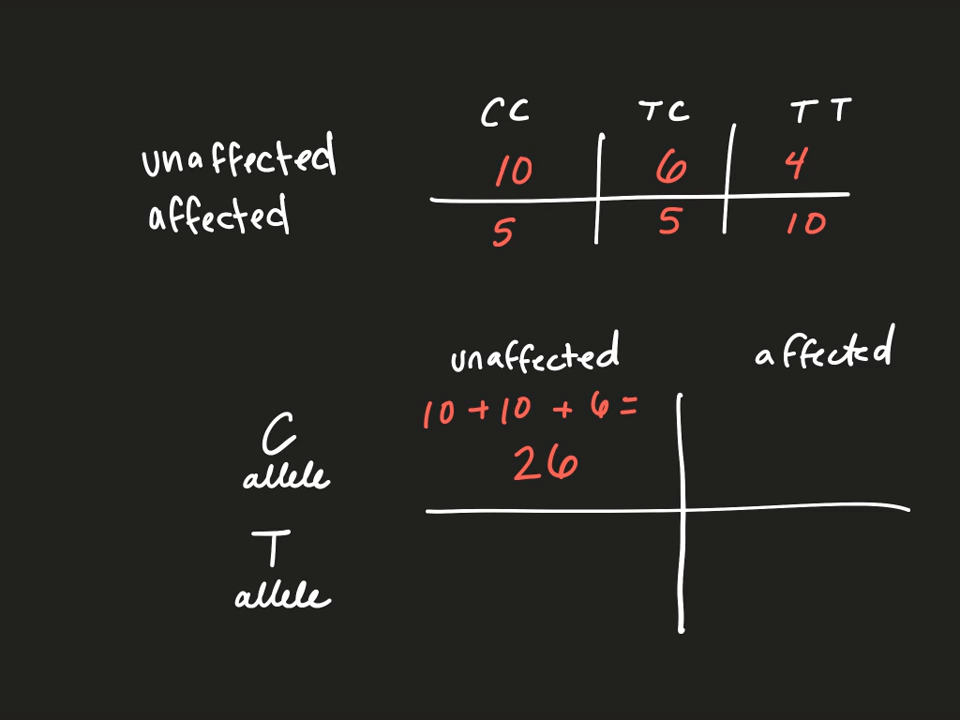 CC TC TT
unaffected 10 6 4
affected 5 5 10
unaffected affected
10 + 10 + 6 =
C 26
allele
T
allele